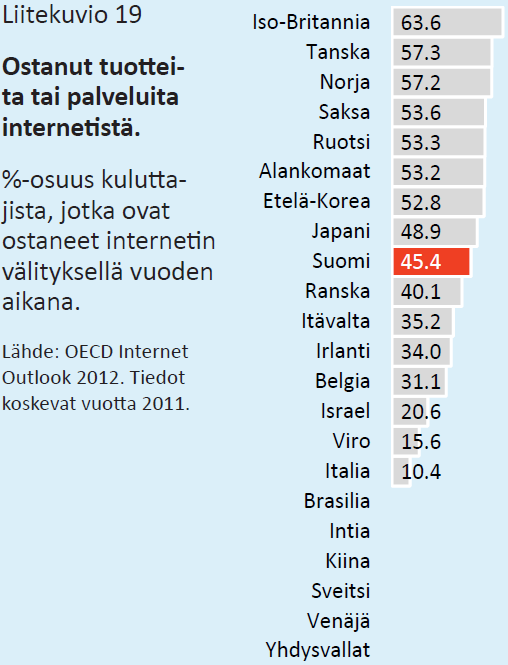 Liitekuvio 19
Ostanut tuottei-
ta tai palveluita
internetistä.
%-osuus kulutta-
jista, jotka ovat
ostaneet internetin
välityksellä vuoden
aikana.
Lähde: OECD Internet
Outlook 2012. Tiedot
koskevat vuotta 2011.
Iso-Britannia 63.6
Tanska 57.3
Norja 57.2
Saksa 53.6
Ruotsi 53.3
Alankomaat 53.2
Etelä-Korea 52.8
Japani 48.9
Suomi 45.4
Ranska 40.1
Itävalta 35.2
Irlanti 34.0
Belgia 31.1
Israel 20.6
Viro 15.6
Italia 10.4
Brasilia
Intia
Kiina
Sveitsi
Venäjä
Yhdysvallat